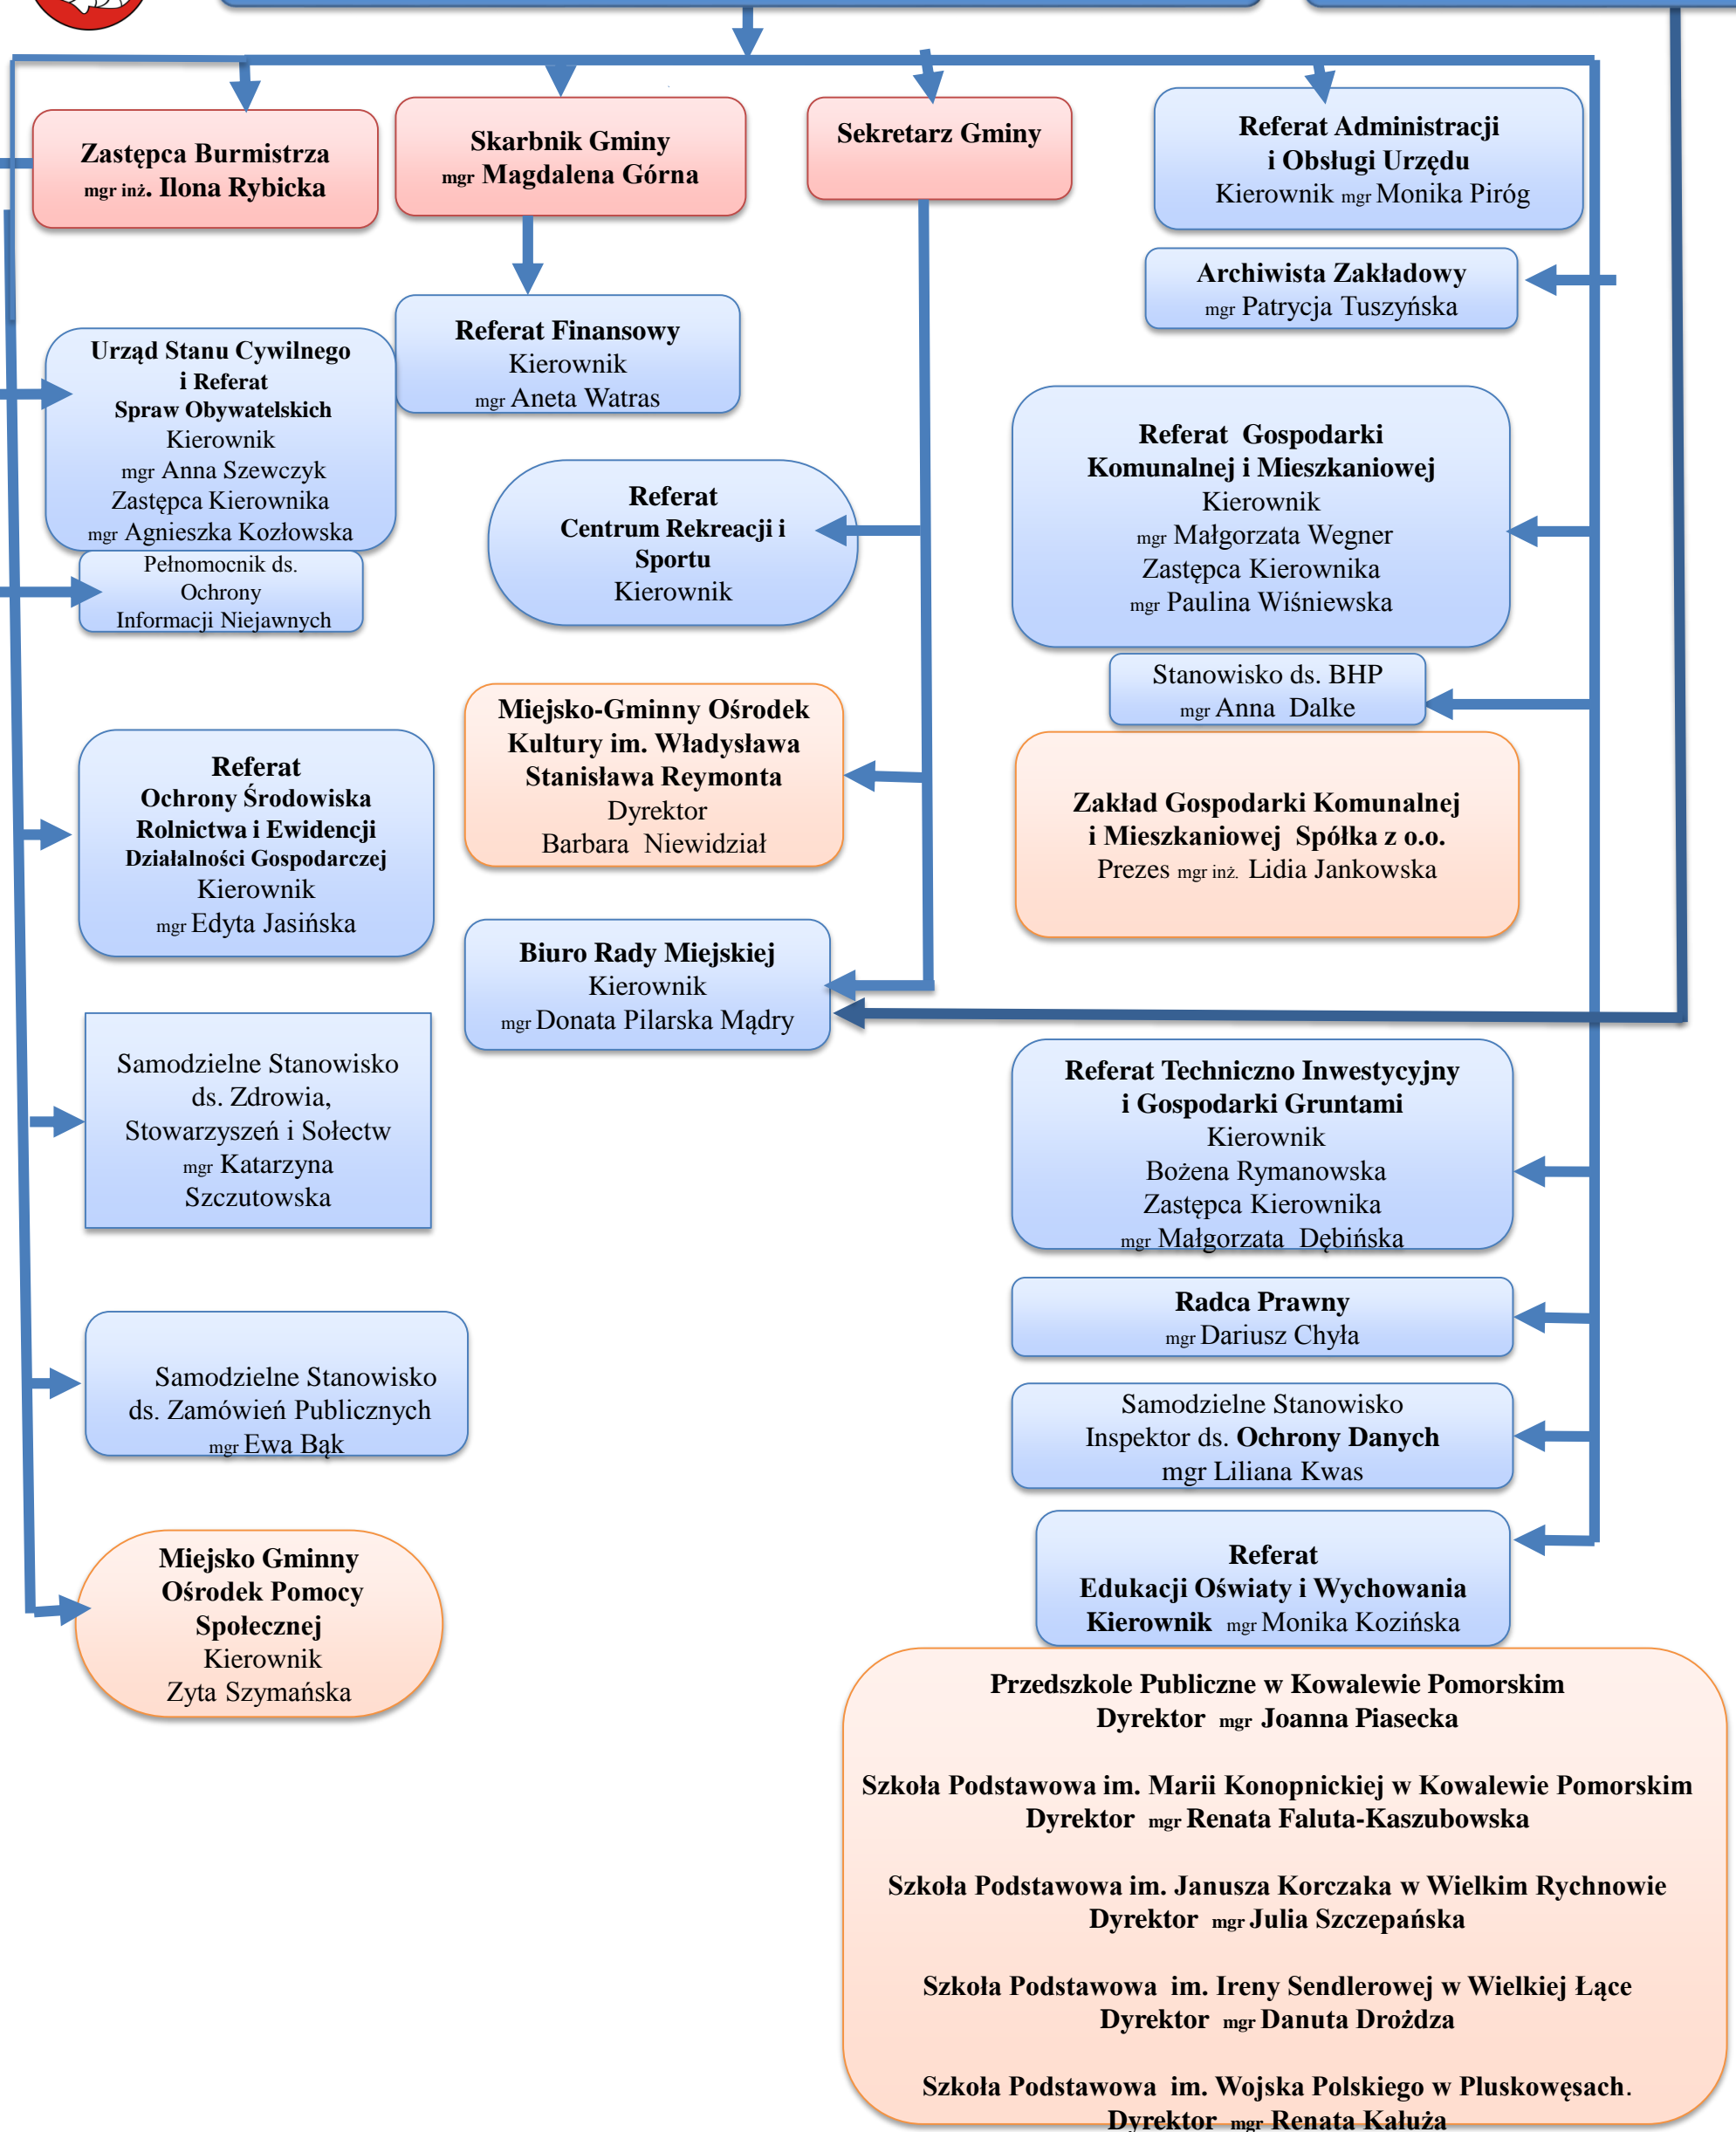 Zastępca Burmistrza
mgr inż. Ilona Rybicka
Skarbnik Gminy
mgr Magdalena Górna
Sekretarz Gminy
Referat Administracji
i Obsługi Urzędu
Kierownik mgr Monika Piróg
Archiwista Zakładowy
mgr Patrycja Tuszyńska
Urząd Stanu Cywilnego
i Referat
Spraw Obywatelskich
Kierownik
mgr Anna Szewczyk
Zastępca Kierownika
mgr Agnieszka Kozłowska
Referat Finansowy
Kierownik
mgr Aneta Watras
Referat Gospodarki
Komunalnej i Mieszkaniowej
Kierownik
mgr Małgorzata Wegner
Zastępca Kierownika
mgr Paulina Wiśniewska
Referat
Centrum Rekreacji i
Sportu
Kierownik
Pełnomocnik ds.
Ochrony
Informacji Niejawnych
Stanowisko ds. BHP
mgr Anna Dalke
Miejsko-Gminny Ośrodek
Kultury im. Władysława
Stanisława Reymonta
Dyrektor
Barbara Niewidział
Referat
Ochrony Środowiska
Rolnictwa i Ewidencji
Działalności Gospodarczej
Kierownik
mgr Edyta Jasińska
Zakład Gospodarki Komunalnej
i Mieszkaniowej Spółka z o.o.
Prezes mgr inż. Lidia Jankowska
Biuro Rady Miejskiej
Kierownik
mgr Donata Pilarska Mądry
Samodzielne Stanowisko
ds. Zdrowia,
Stowarzyszeń i Sołectw
mgr Katarzyna
Szczutowska
Referat Techniczno Inwestycyjny
i Gospodarki Gruntami
Kierownik
Bożena Rymanowska
Zastępca Kierownika
mgr Małgorzata Dębińska
Radca Prawny
mgr Dariusz Chyła
Samodzielne Stanowisko
ds. Zamówień Publicznych
mgr Ewa Bąk
Samodzielne Stanowisko
Inspektor ds. Ochrony Danych
mgr Liliana Kwas
Referat
Edukacji Oświaty i Wychowania
Kierownik mgr Monika Kozińska
Miejsko Gminny
Ośrodek Pomocy
Społecznej
Kierownik
Zyta Szymańska
Przedszkole Publiczne w Kowalewie Pomorskim
Dyrektor mgr Joanna Piasecka
Szkoła Podstawowa im. Marii Konopnickiej w Kowalewie Pomorskim
Dyrektor mgr Renata Faluta-Kaszubowska
Szkoła Podstawowa im. Janusza Korczaka w Wielkim Rychnowie
Dyrektor mgr Julia Szczepańska
Szkoła Podstawowa im. Ireny Sendlerowej w Wielkiej Łące
Dyrektor mgr Danuta Drożdza
Szkoła Podstawowa im. Wojska Polskiego w Pluskowęsach.
Dyrektor mgr Renata Kałuża